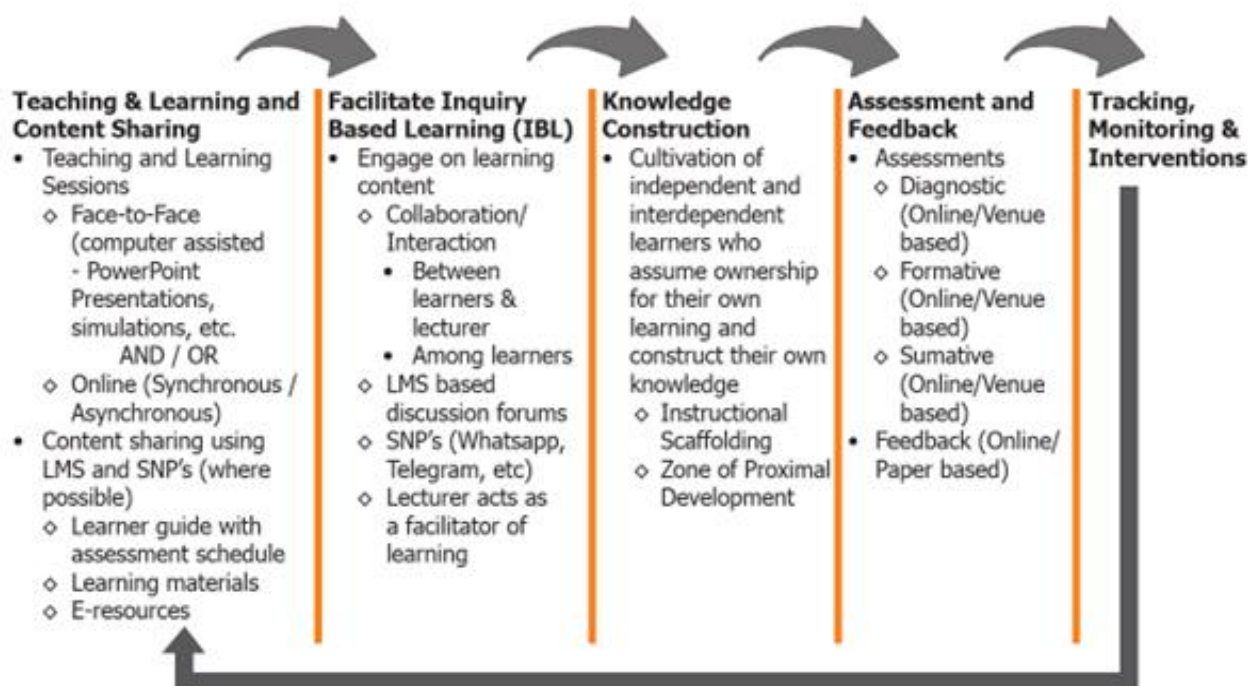 Teaching & Learning and
Content Sharing
• Teaching and Learning
Sessions
◇ Face-to-Face
(computer assisted
- PowerPoint
Presentations,
simulations, etc.
AND / OR
◇ Online (Synchronous /
Asynchronous)
• Content sharing using
LMS and SNP's (where
possible)
◇ Learner guide with
assessment schedule
◇ Learning materials
◇ E-resources
Facilitate Inquiry
Based Learning (IBL)
• Engage on learning
content
◇ Collaboration/
Interaction
• Between
learners &
lecturer
• Among learners
◇ LMS based
discussion forums
◇ SNP's (Whatsapp,
Telegram, etc)
◇ Lecturer acts as
a facilitator of
learning
Knowledge
Construction
• Cultivation of
independent and
interdependent
learners who
assume ownership
for their own
learning and
construct their own
knowledge
◇ Instructional
Scaffolding
◇ Zone of Proximal
Development
Assessment and
Feedback
• Assessments
◇ Diagnostic
(Online/Venue
based)
◇ Formative
(Online/Venue
based)
◇ Sumative
(Online/Venue
based)
• Feedback (Online/
Paper based)
Tracking,
Monitoring &
Interventions